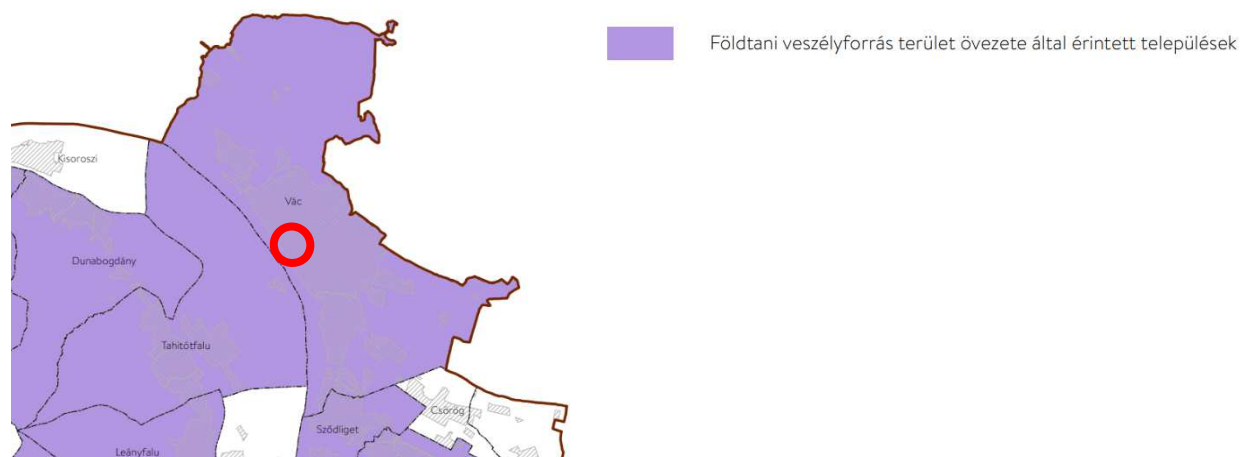 Földtani veszélyforrás terület övezete által érintett települések
Kisoroszi
Vác
Dunabogdány
Tahitótfalu
Csörög
Sződliget
Leányfalu